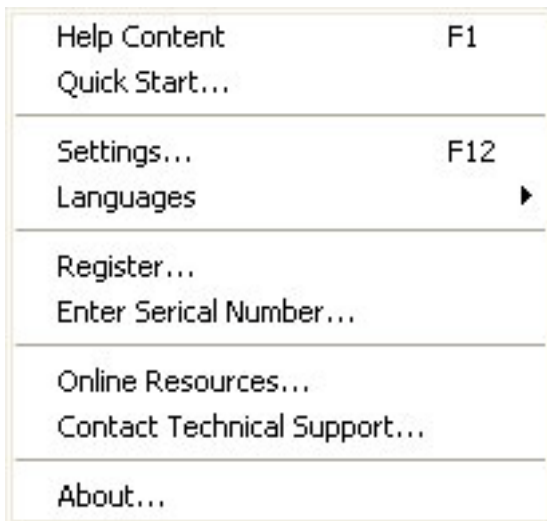 Help Content F1
Quick Start...
Settings... F12
Languages
Register...
Enter Serical Number...
Online Resources...
Contact Technical Support...
About...